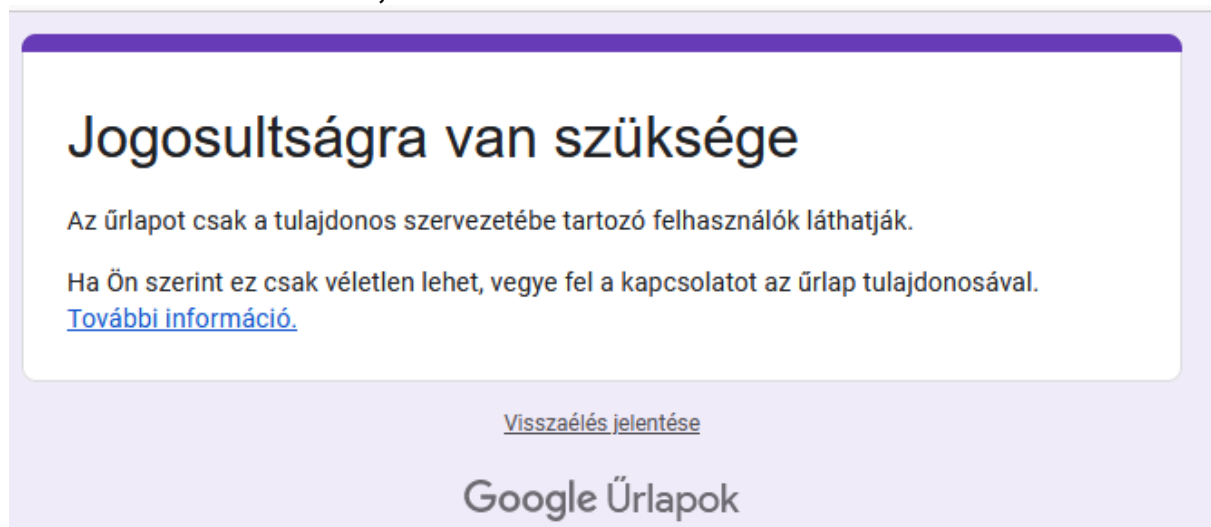 Jogosultságra van szüksége
Az űrlapot csak a tulajdonos szervezetébe tartozó felhasználók láthatják.
Ha Ön szerint ez csak véletlen lehet, vegye fel a kapcsolatot az űrlap tulajdonosával.
További információ.
Visszaélés jelentése
Google Űrlapok